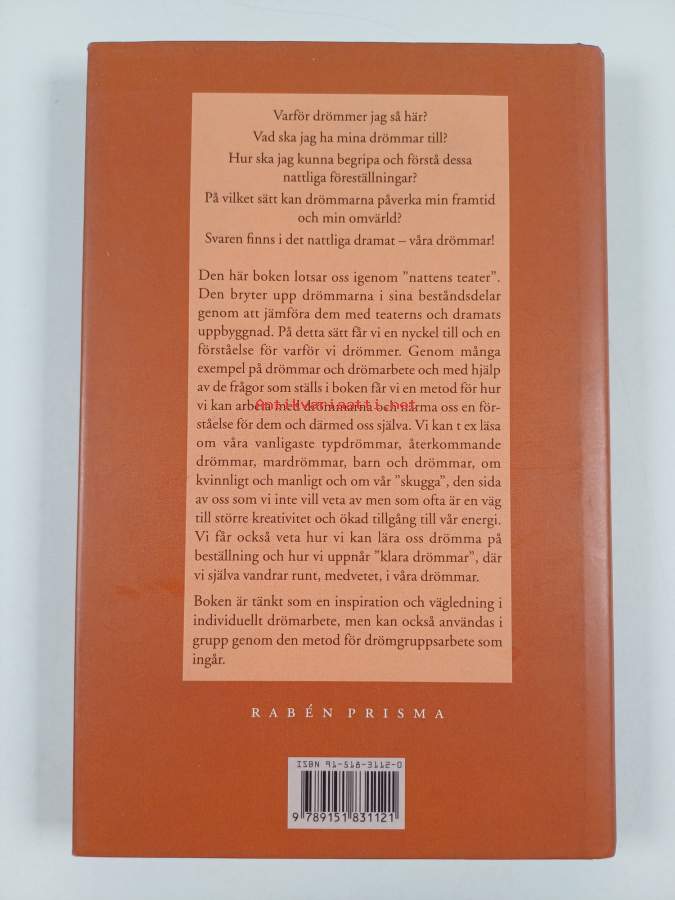 Varför drömmer jag så här?
Vad ska jag ha mina drömmar till?
Hur ska jag kunna begripa och förstå dessa
nattliga föreställningar?
På vilket sätt kan drömmarna påverka min framtid
och min omvärld?
Svaren finns i det nattliga dramat – våra drömmar!
Den här boken lotsar oss igenom ”nattens teater”.
Den bryter upp drömmarna i sina beståndsdelar
genom att jämföra dem med teaterns och dramats
uppbyggnad. På detta sätt får vi en nyckel till och en
förståelse för varför vi drömmer. Genom många
exempel på drömmar och drömarbete och med hjälp
av de frågor som ställs i boken får vi en metod för hur
vi kan arbeta med drömmarna och närma oss en för-
Antikvariaatti.net
ståelse för dem och därmed oss själva. Vi kan t ex läsa
om våra vanligaste typdrömmar, återkommande
drömmar, mardrömmar, barn och drömmar, om
kvinnligt och manligt och om vår ”skugga”, den sida
av oss som vi inte vill veta av men som ofta är en väg
till större kreativitet och ökad tillgång till vår energi.
Vi får också veta hur vi kan lära oss drömma på
beställning och hur vi uppnår ”klara drömmar”, där
vi själva vandrar runt, medvetet, i våra drömmar.
Boken är tänkt som en inspiration och vägledning i
individuellt drömarbete, men kan också användas i
grupp genom den metod för drömgruppsarbete som
ingår.
RABÉN PRISMA
ISBN 91-518-3112-0
9 789151 831121